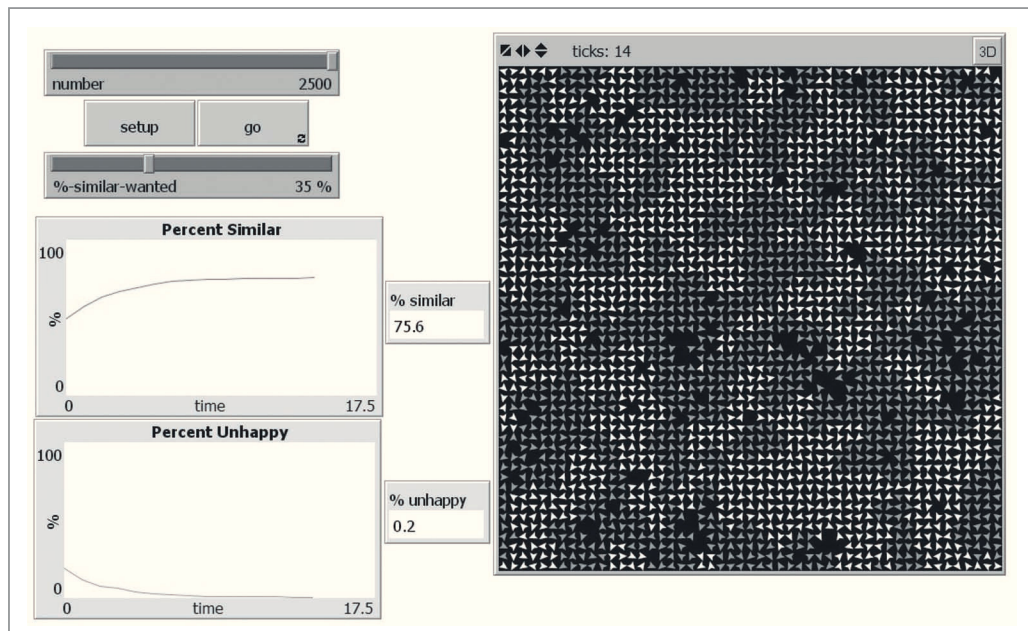 number 2500
setup
go
%-similar-wanted 35 %
Percent Similar
100
%
0
0 time 17.5
% similar
75.6
Percent Unhappy
100
%
0
0 time 17.5
% unhappy
0.2
ticks: 14
3D